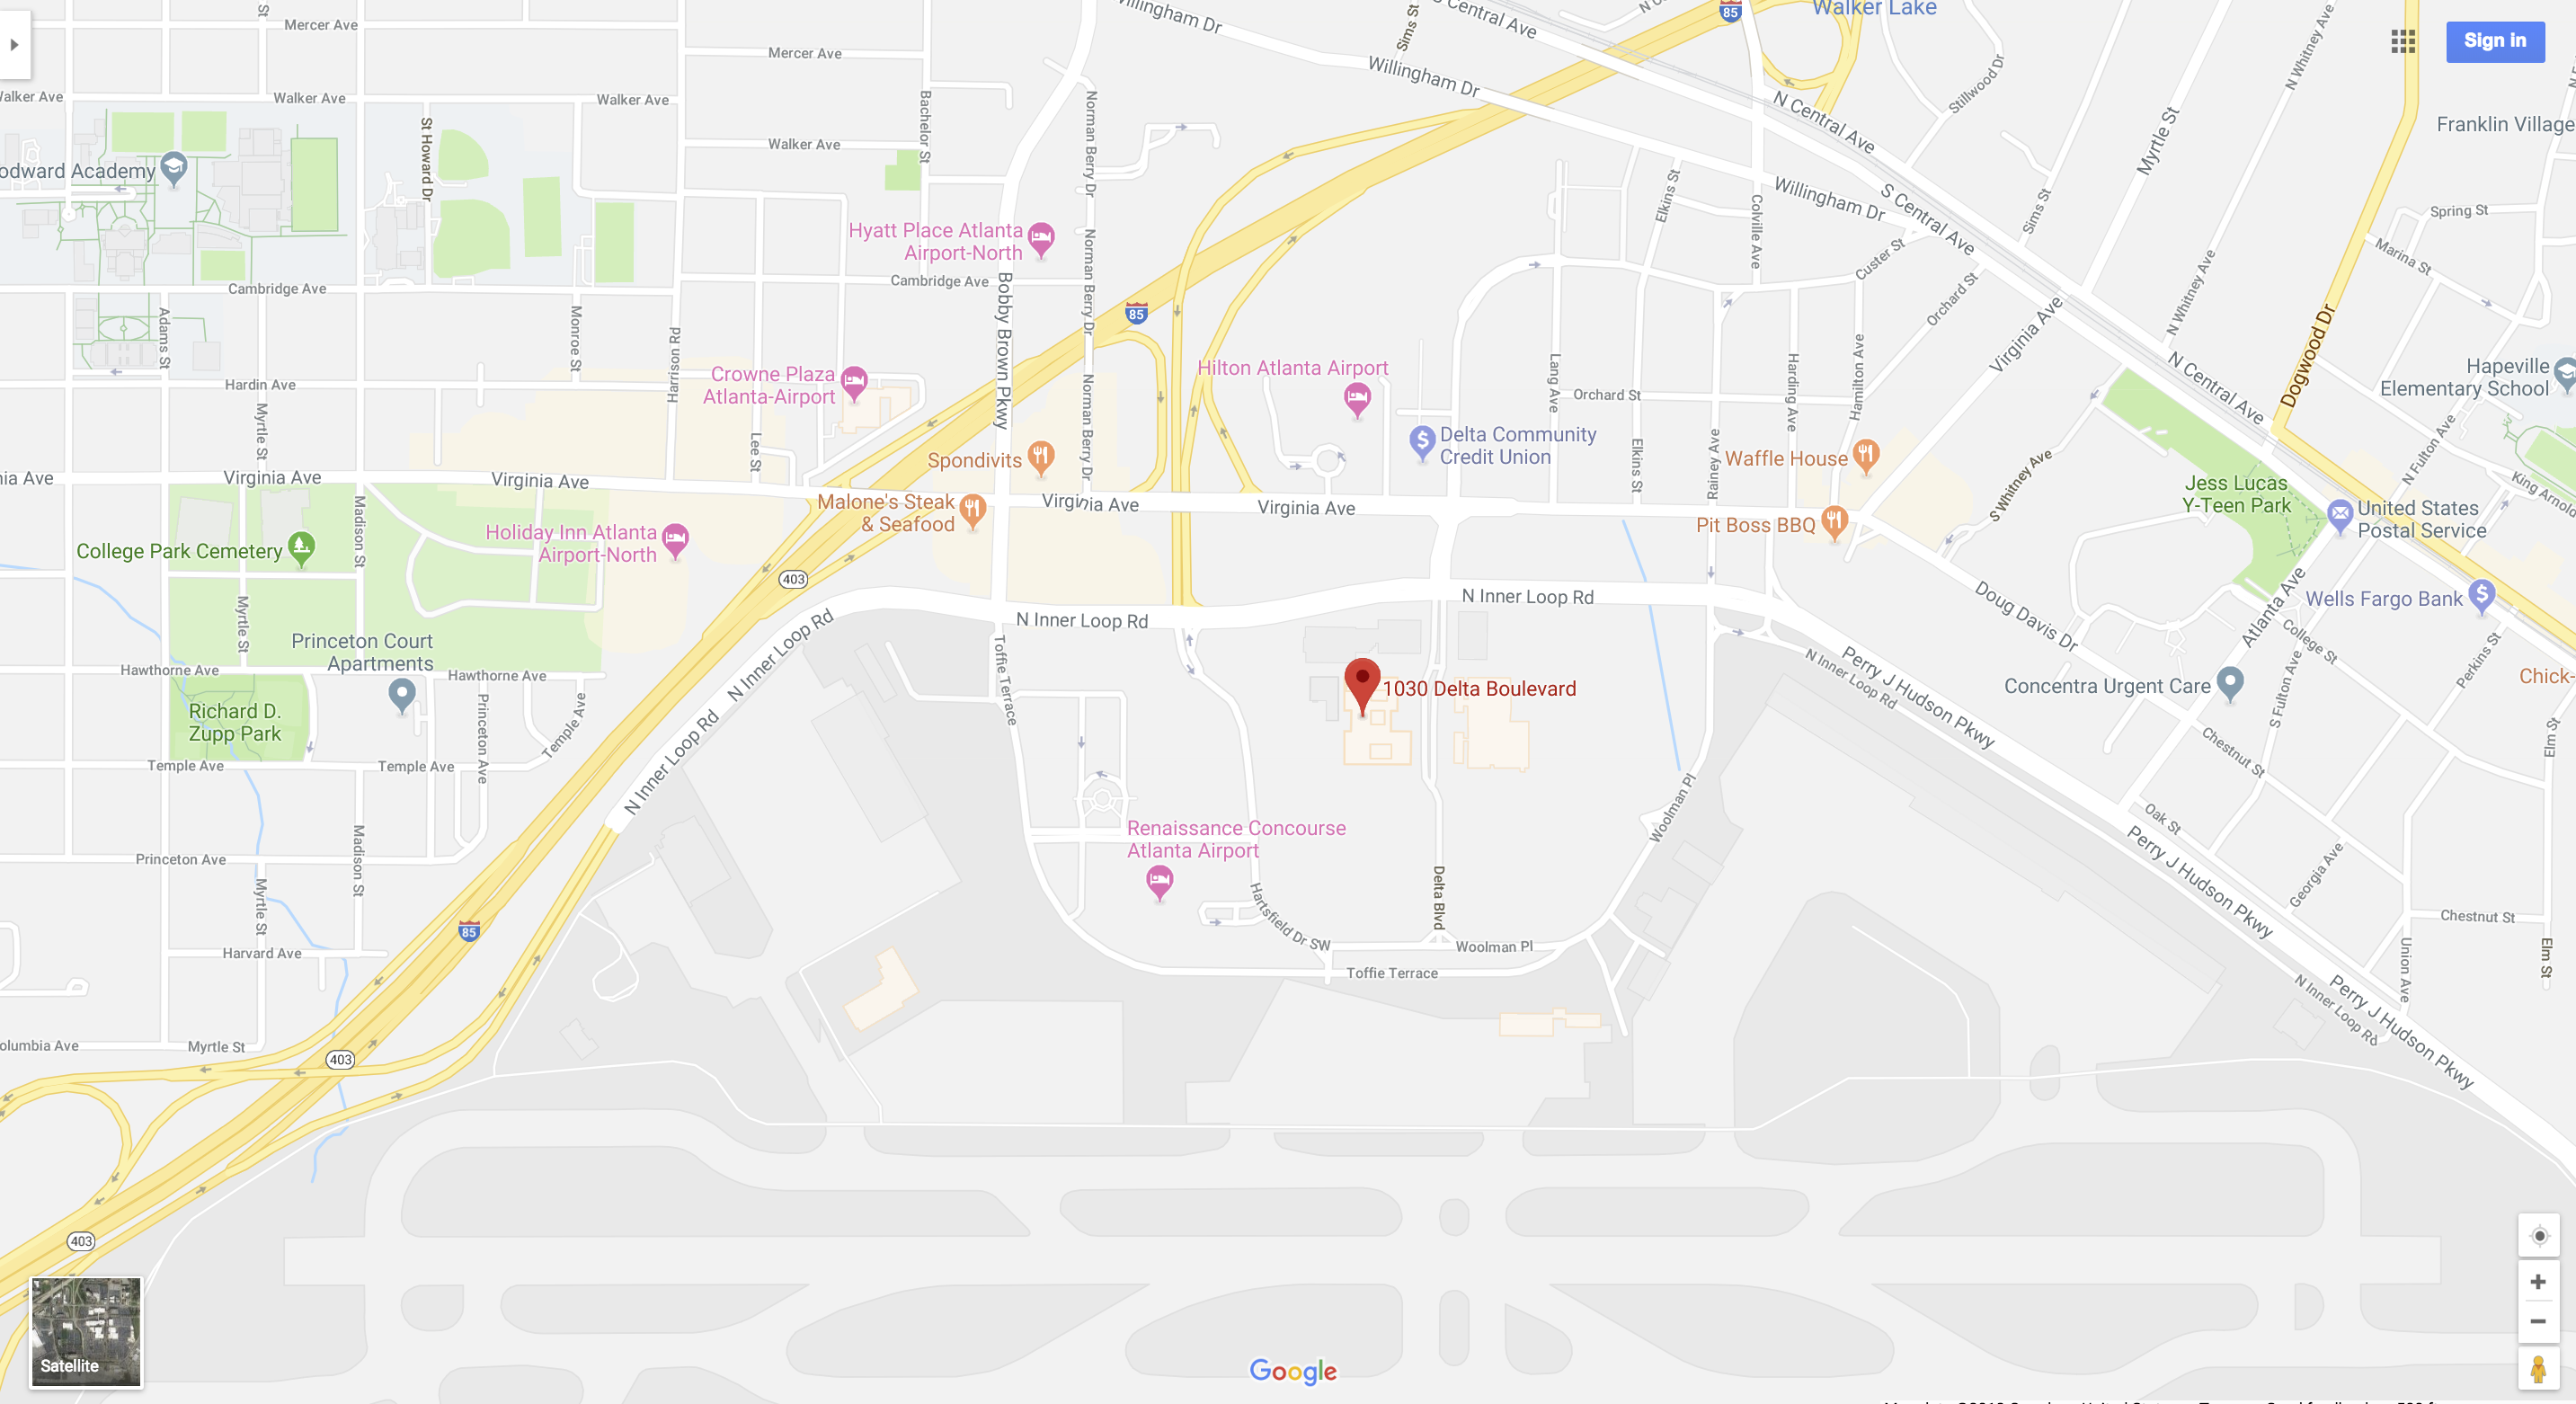 Mercer Ave
St
Mercer Ave
Walker Ave
Walker Ave
Walker Ave
Walker Ave
St Howard Dr
Bachelor St
Norman Berry Dr
Willingham Dr
Sims St
S Central Ave
Willingham Dr
85
Walker Lake
Sign in
N Central Ave
Stillwood Dr
N Whitney Ave
Myrtle St
Franklin Village
Willingham Dr
S Central Ave
Sims St
Spring St
Marina St
Elkins St
Colville Ave
Custer St
Orchard St
N Whitney Ave
Virginia Ave
Dogwood Dr
N Central Ave
Hapeville
Elementary School
odward Academy
Hyatt Place Atlanta
Airport-North
Norman Berry Dr
Cambridge Ave
Cambridge Ave
Bobby Brown Pkwy
85
Adams St
Monroe St
Harrison Rd
Hardin Ave
Myrtle St
Crowne Plaza
Atlanta-Airport
Lee St
Norman Berry Dr
Hilton Atlanta Airport
Delta Community
Credit Union
Lang Ave
Orchard St
Elkins St
Rainey Ave
Harding Ave
Hamilton Ave
Waffle House
Spondivits
nia Ave
Virginia Ave
Virginia Ave
Malone's Steak
& Seafood
Virginia Ave
Virginia Ave
Pit Boss BBQ
S Whitney Ave
Jess Lucas
Y-Teen Park
N Fulton Ave
King Arnold
United States
Postal Service
Madison St
Holiday Inn Atlanta
Airport-North
College Park Cemetery
403
Myrtle St
N Inner Loop Rd
N Inner Loop Rd
N Inner Loop Rd
N Inner Loop Rd
Doug Davis Dr
Atlanta Ave
Wells Fargo Bank
College St
Perkins St
Chick-
Princeton Court
Apartments
Hawthorne Ave
Hawthorne Ave
Richard D.
Zupp Park
Princeton Ave
Temple Ave
Temple Ave
Temple Ave
Toffie Terrace
1030 Delta Boulevard
N Inner Loop Rd
Perry J Hudson Pkwy
Concentra Urgent Care
S Fulton Ave
Chestnut St
Elm St
Woolman Pl
Renaissance Concourse
Atlanta Airport
Hartsfield Dr SW
Delta Blvd
Woolman Pl
Toffie Terrace
Princeton Ave
Madison St
Myrtle St
85
Harvard Ave
Oak St
Perry J Hudson Pkwy
Georgia Ave
Chestnut St
Union Ave
Elm St
N Inner Loop Rd
Perry J Hudson Pkwy
olumbia Ave
Myrtle St
403
403
Satellite
Google